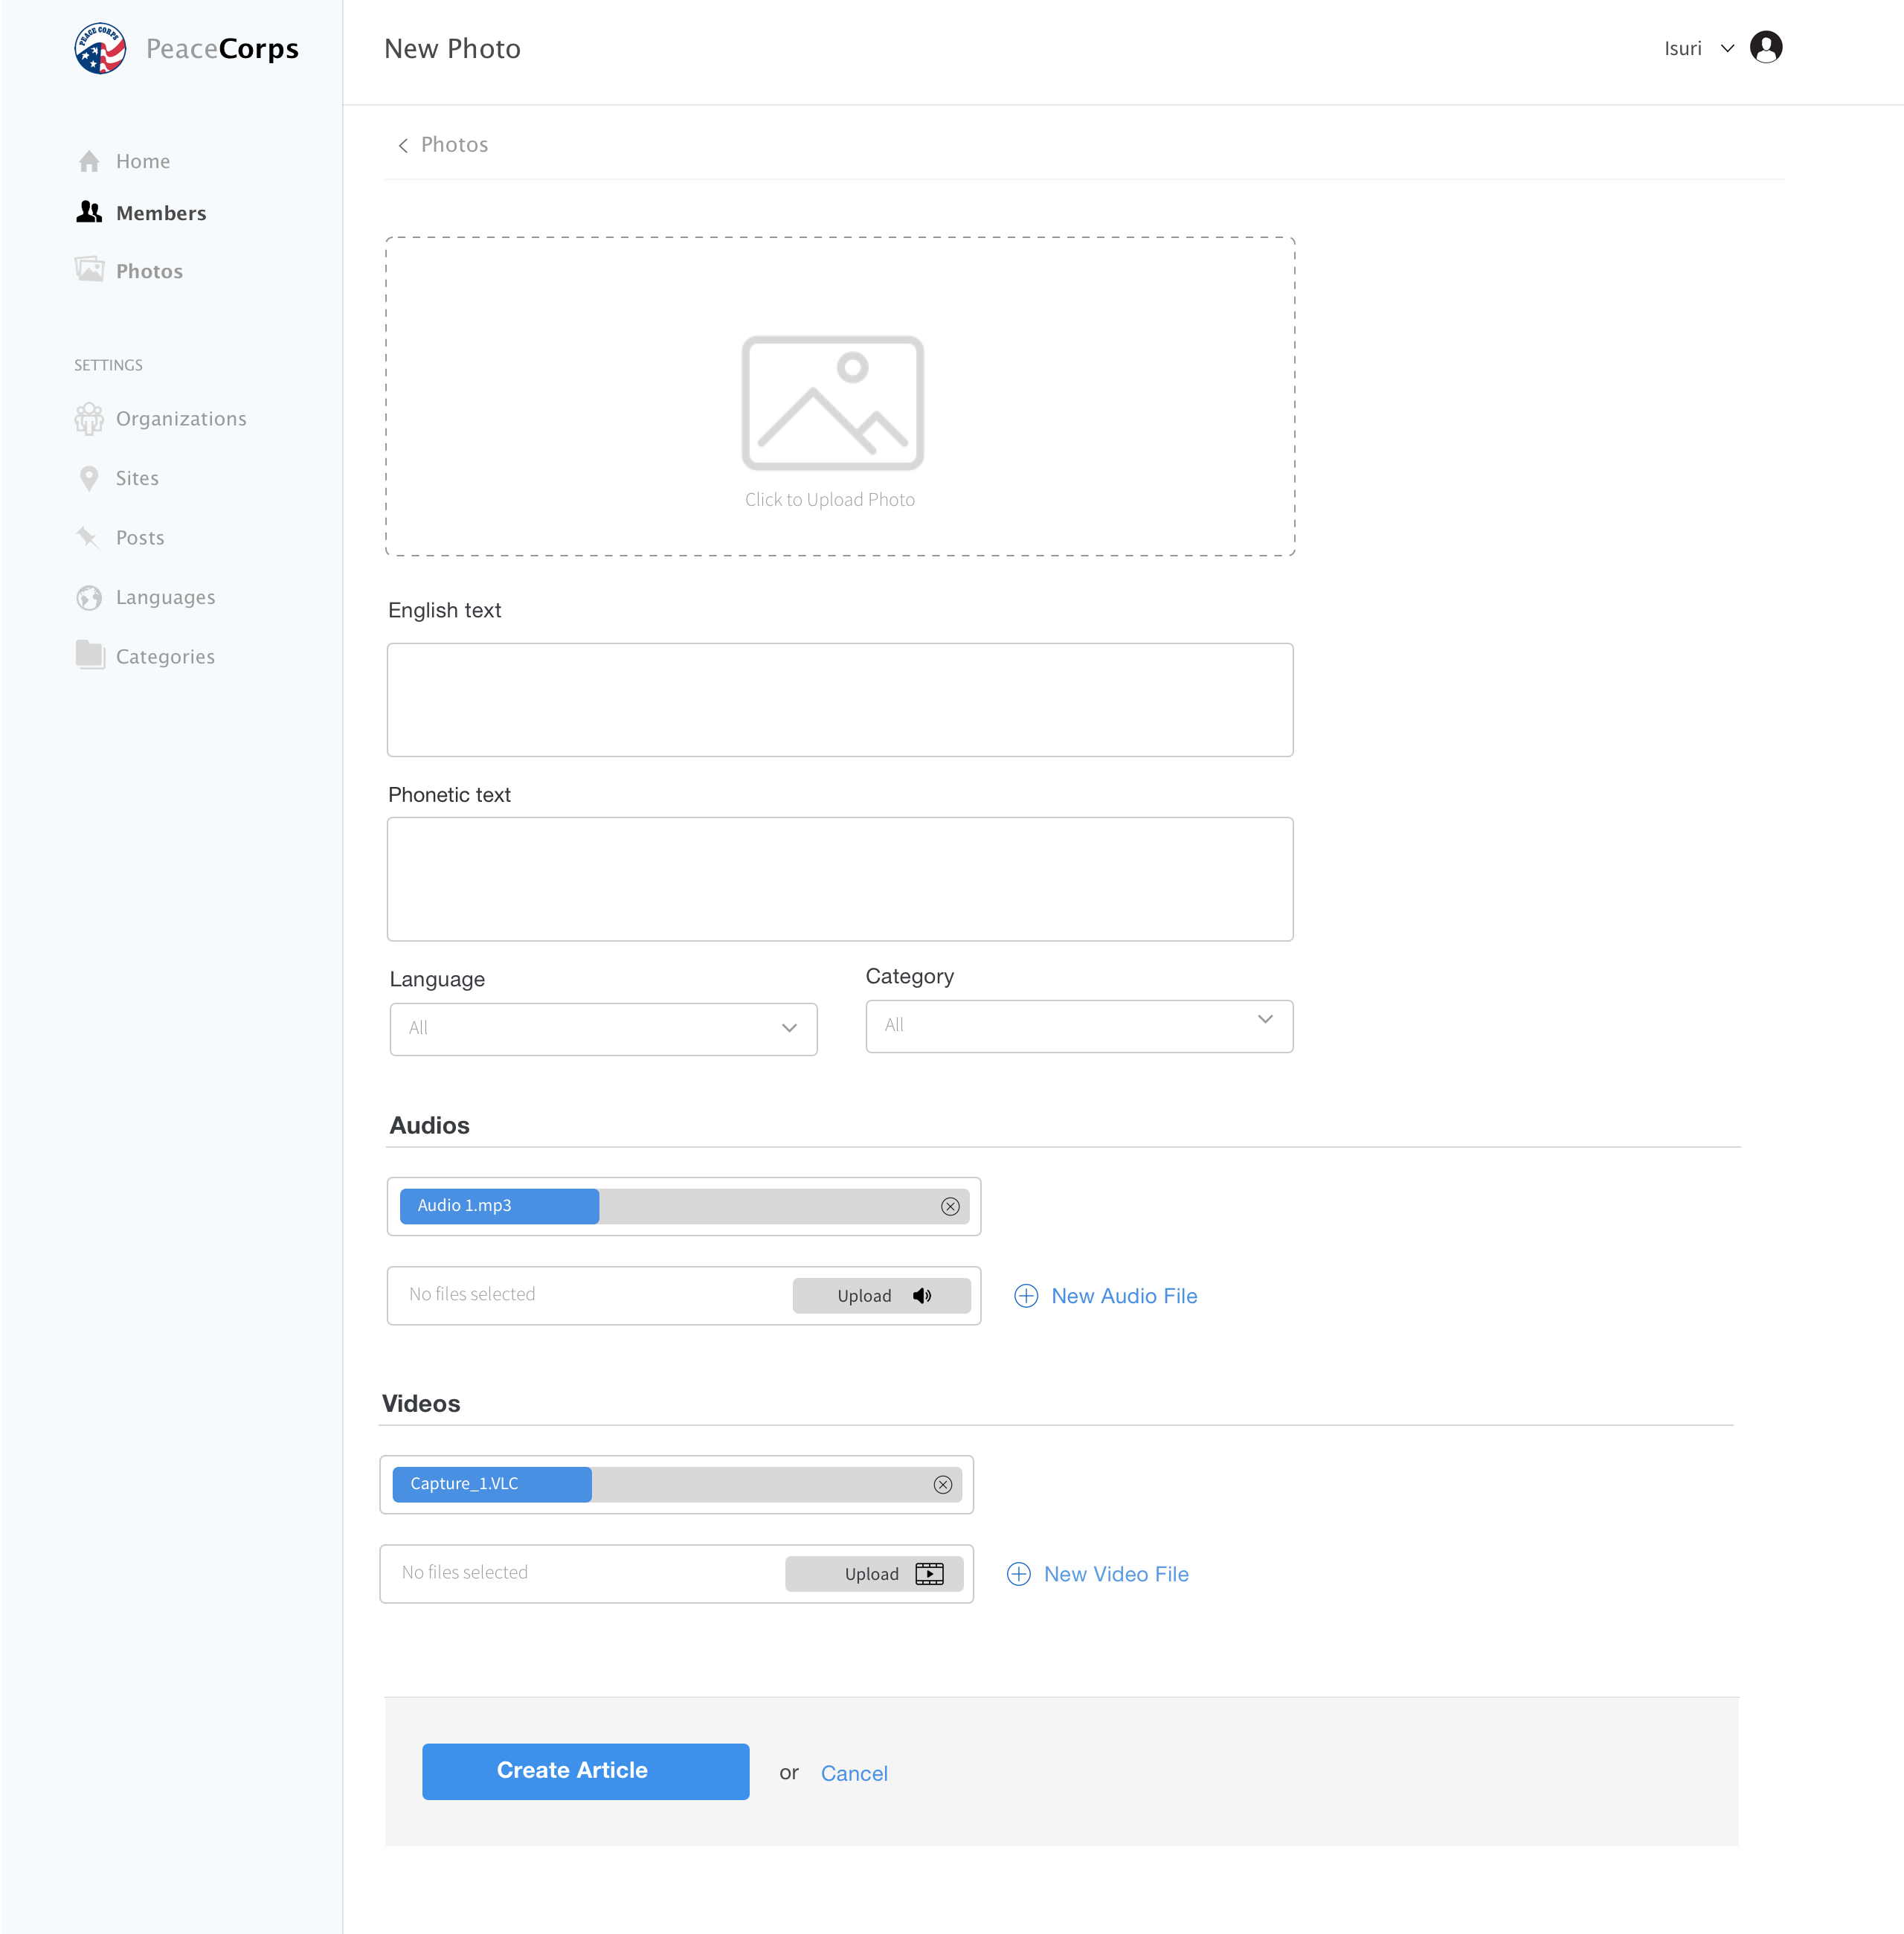 PEACE CORPS
PeaceCorps
New Photo
Isuri
Home
Members
Photos
SETTINGS
Organizations
Sites
Posts
Languages
Categories
Photos
Click to Upload Photo
English text
Phonetic text
Language
Category
All
All
Audios
Audio 1.mp3
No files selected
Upload
New Audio File
Videos
Capture_1.VLC
No files selected
Upload
New Video File
Create Article
or
Cancel